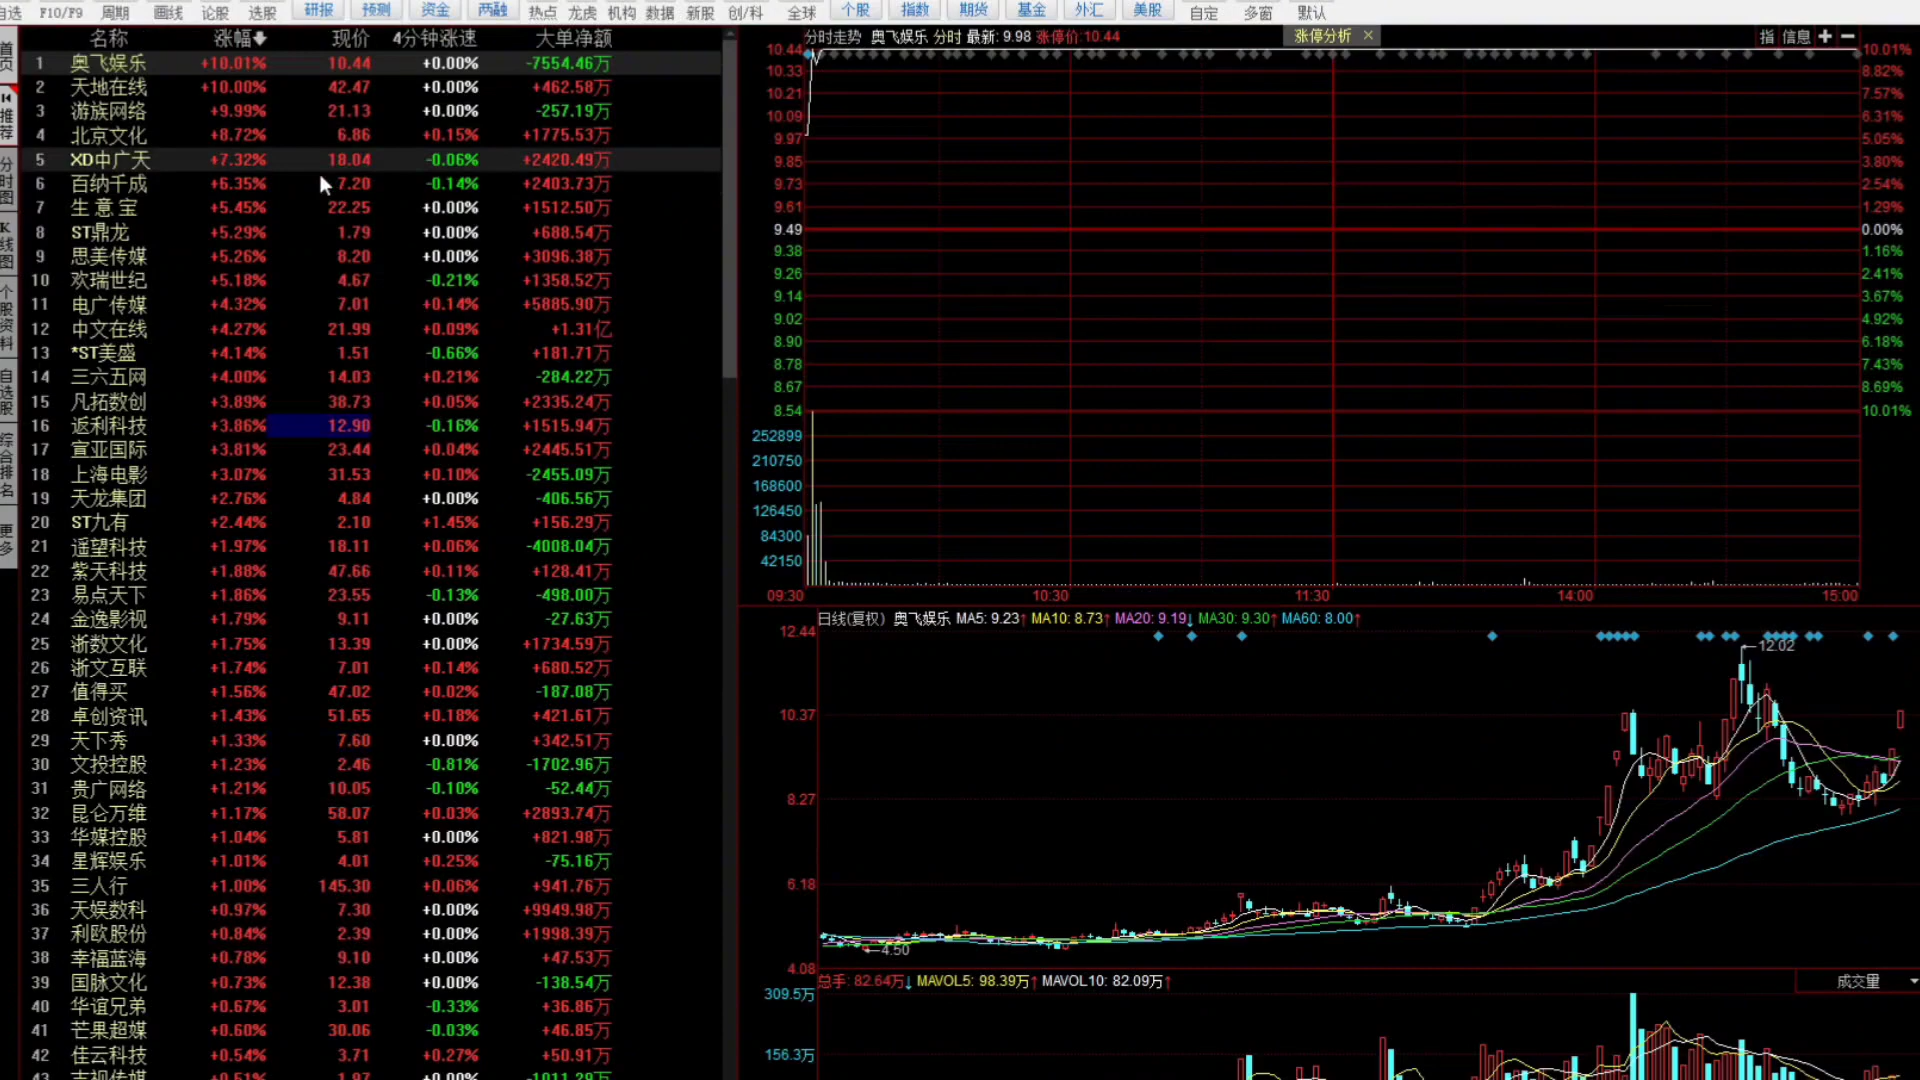 自选 F10/F9 周期 画线 论股 选股 研报 预测 资金 两融 热点 龙虎 机构 数据 新股 创/科 全球 个股 指数 期货 基金 外汇 美股 自定 多窗 默认
首页
推荐
分时图
K线图
个股资料
自选股
综合排名
更多
名称 涨幅 现价 4分钟涨速 大单净额
1 奥飞娱乐 +10.01% 10.44 +0.00% -7554.46万
2 天地在线 +10.00% 42.47 +0.00% +462.58万
3 游族网络 +9.99% 21.13 +0.00% -257.19万
4 北京文化 +8.72% 6.86 +0.15% +1775.53万
5 XD中广天 +7.32% 18.04 -0.06% +2420.49万
6 百纳千成 +6.35% 7.20 -0.14% +2403.73万
7 生意宝 +5.45% 22.25 +0.00% +1512.50万
8 ST鼎龙 +5.29% 1.79 +0.00% +688.54万
9 思美传媒 +5.26% 8.20 +0.00% +3096.38万
10 欢瑞世纪 +5.18% 4.67 -0.21% +1358.52万
11 电广传媒 +4.32% 7.01 +0.14% +5885.90万
12 中文在线 +4.27% 21.99 +0.09% +1.31亿
13 *ST美盛 +4.14% 1.51 -0.66% +181.71万
14 三六五网 +4.00% 14.03 +0.21% -284.22万
15 凡拓数创 +3.89% 38.73 +0.05% +2335.24万
16 返利科技 +3.86% 12.90 -0.16% +1515.94万
17 宣亚国际 +3.81% 23.44 +0.04% +2445.51万
18 上海电影 +3.07% 31.53 +0.10% -2455.09万
19 天龙集团 +2.76% 4.84 +0.00% -406.56万
20 ST九有 +2.44% 2.10 +1.45% +156.29万
21 遥望科技 +1.97% 18.11 +0.06% -4008.04万
22 紫天科技 +1.88% 47.66 +0.11% +128.41万
23 易点天下 +1.86% 23.55 -0.13% -498.00万
24 金逸影视 +1.79% 9.11 +0.00% -27.63万
25 浙数文化 +1.75% 13.39 +0.00% +1734.59万
26 浙文互联 +1.74% 7.01 +0.14% +680.52万
27 值得买 +1.56% 47.02 +0.02% -187.08万
28 卓创资讯 +1.43% 51.65 +0.18% +421.61万
29 天下秀 +1.33% 7.60 +0.00% +342.51万
30 文投控股 +1.23% 2.46 -0.81% -1702.96万
31 贵广网络 +1.21% 10.05 -0.10% -52.44万
32 昆仑万维 +1.17% 58.07 +0.03% +2893.74万
33 华媒控股 +1.04% 5.81 +0.00% +821.98万
34 星辉娱乐 +1.01% 4.01 +0.25% -75.16万
35 三人行 +1.00% 145.30 +0.06% +941.76万
36 天娱数科 +0.97% 7.30 +0.00% +9949.98万
37 利欧股份 +0.84% 2.39 +0.00% +1998.39万
38 幸福蓝海 +0.78% 9.10 +0.00% +47.53万
39 国脉文化 +0.73% 12.38 +0.00% -138.54万
40 华谊兄弟 +0.67% 3.01 -0.33% +36.86万
41 芒果超媒 +0.60% 30.06 -0.03% +46.85万
42 佳云科技 +0.54% 3.71 +0.27% +50.91万
43 吉视传媒 +0.51% 1.97 +0.00% -1011.29万
分时走势 奥飞娱乐 分时 最新: 9.98 涨停价:10.44 涨停分析 × 指 信息 + −
10.44 10.01%
10.33 8.82%
10.21 7.57%
10.09 6.31%
9.97 5.05%
9.85 3.80%
9.73 2.54%
9.61 1.29%
9.49 0.00%
9.38 1.16%
9.26 2.41%
9.14 3.67%
9.02 4.92%
8.90 6.18%
8.78 7.43%
8.67 8.69%
8.54 10.01%
252899
210750
168600
126450
84300
42150
09:30 10:30 11:30 14:00 15:00
日线(复权) 奥飞娱乐 MA5: 9.23↑ MA10: 8.73↑ MA20: 9.19↓ MA30: 9.30↑ MA60: 8.00↑
12.44
12.02
10.37
8.27
6.18
4.50
4.08
总手: 82.64万↓ MAVOL5: 98.39万↑ MAVOL10: 82.09万↑ 成交量
309.5万
156.3万